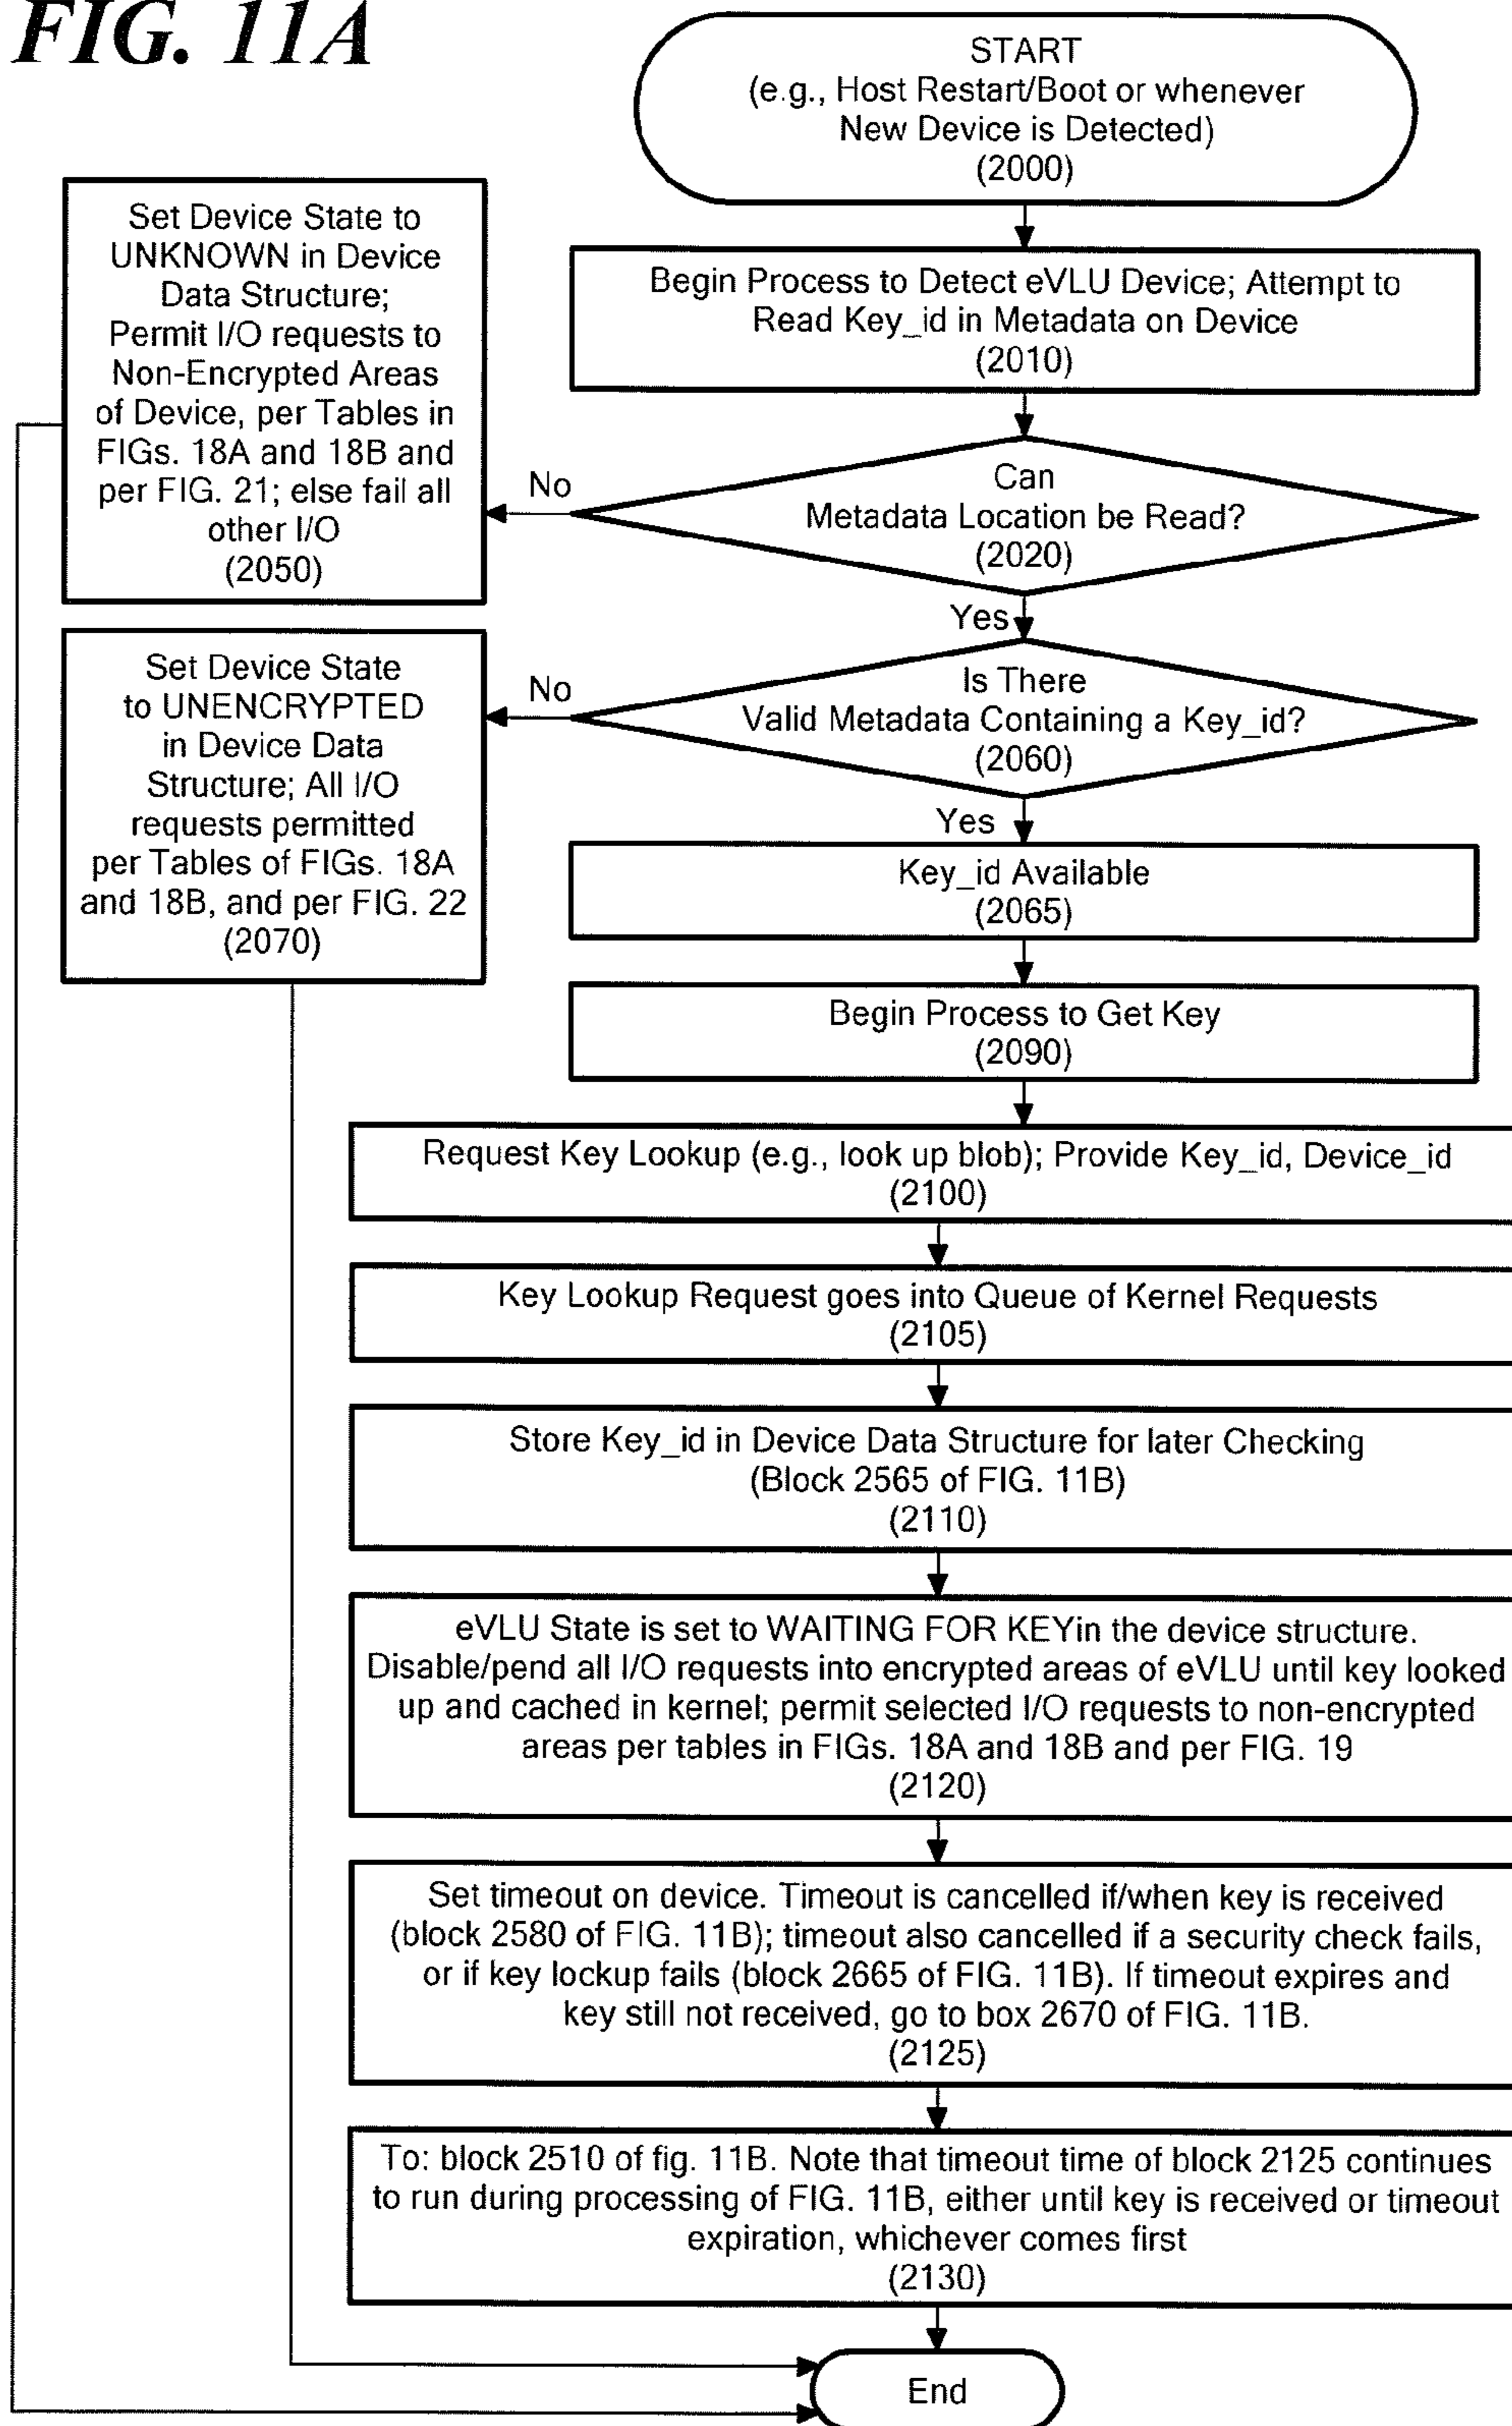 FIG. 11A
START
(e.g., Host Restart/Boot or whenever
New Device is Detected)
(2000)
Begin Process to Detect eVLU Device; Attempt to
Read Key_id in Metadata on Device
(2010)
Can
Metadata Location be Read?
(2020)
No
Set Device State to
UNKNOWN in Device
Data Structure;
Permit I/O requests to
Non-Encrypted Areas
of Device, per Tables in
FIGs. 18A and 18B and
per FIG. 21; else fail all
other I/O
(2050)
Yes
Is There
Valid Metadata Containing a Key_id?
(2060)
No
Set Device State
to UNENCRYPTED
in Device Data
Structure; All I/O
requests permitted
per Tables of FIGs. 18A
and 18B, and per FIG. 22
(2070)
Yes
Key_id Available
(2065)
Begin Process to Get Key
(2090)
Request Key Lookup (e.g., look up blob); Provide Key_id, Device_id
(2100)
Key Lookup Request goes into Queue of Kernel Requests
(2105)
Store Key_id in Device Data Structure for later Checking
(Block 2565 of FIG. 11B)
(2110)
eVLU State is set to WAITING FOR KEYin the device structure.
Disable/pend all I/O requests into encrypted areas of eVLU until key looked
up and cached in kernel; permit selected I/O requests to non-encrypted
areas per tables in FIGs. 18A and 18B and per FIG. 19
(2120)
Set timeout on device. Timeout is cancelled if/when key is received
(block 2580 of FIG. 11B); timeout also cancelled if a security check fails,
or if key lockup fails (block 2665 of FIG. 11B). If timeout expires and
key still not received, go to box 2670 of FIG. 11B.
(2125)
To: block 2510 of fig. 11B. Note that timeout time of block 2125 continues
to run during processing of FIG. 11B, either until key is received or timeout
expiration, whichever comes first
(2130)
End